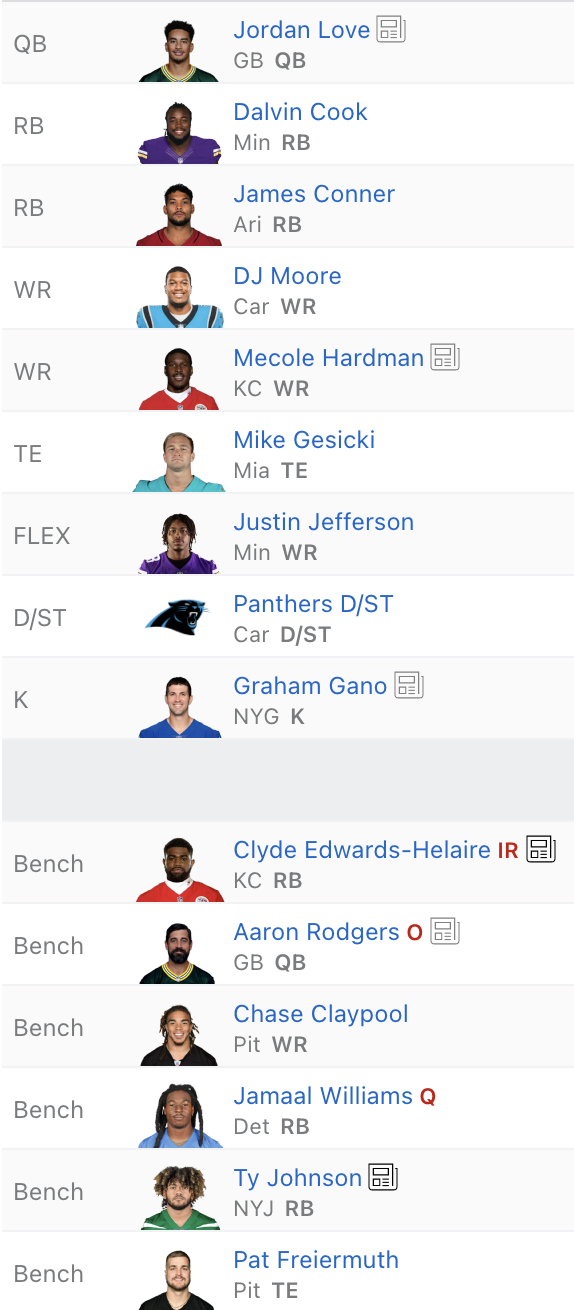 QB
Jordan Love
GB QB
RB
Dalvin Cook
Min RB
RB
James Conner
Ari RB
WR
DJ Moore
Car WR
WR
Mecole Hardman
KC WR
TE
Mike Gesicki
Mia TE
FLEX
Justin Jefferson
Min WR
D/ST
Panthers D/ST
Car D/ST
K
Graham Gano
NYG K
Bench
Clyde Edwards-Helaire IR
KC RB
Bench
Aaron Rodgers O
GB QB
Bench
Chase Claypool
Pit WR
Bench
Jamaal Williams Q
Det RB
Bench
Ty Johnson
NYJ RB
Bench
Pat Freiermuth
Pit TE